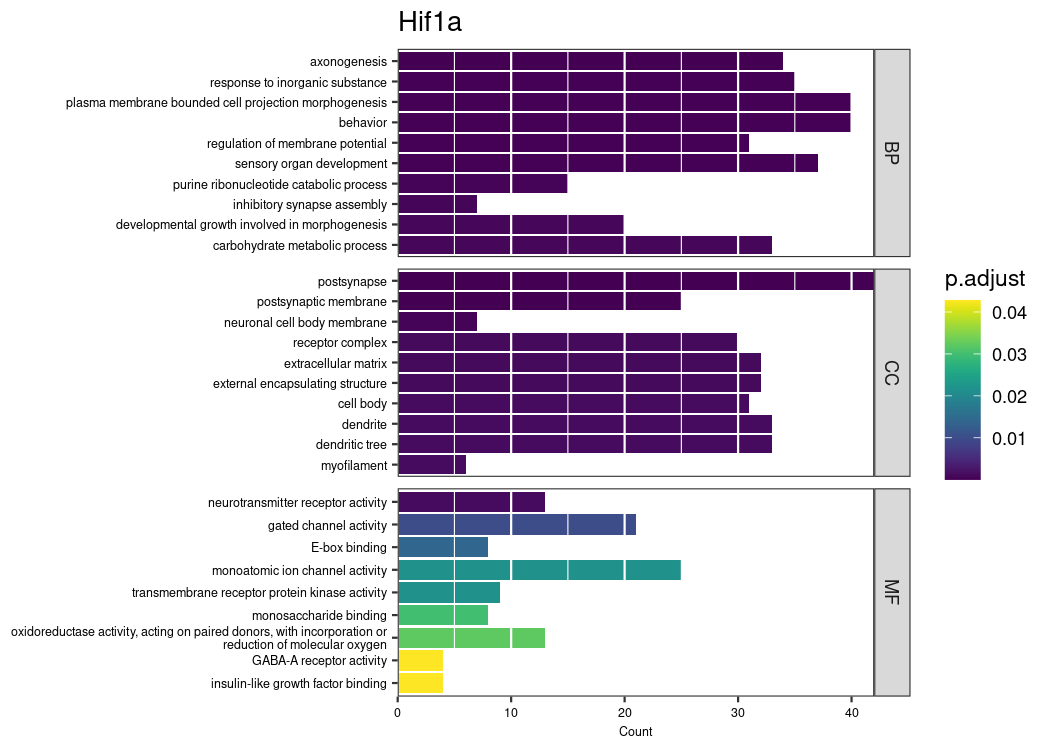 Hif1a
axonogenesis
response to inorganic substance
plasma membrane bounded cell projection morphogenesis
behavior
regulation of membrane potential
sensory organ development
purine ribonucleotide catabolic process
inhibitory synapse assembly
developmental growth involved in morphogenesis
carbohydrate metabolic process
BP
postsynapse
postsynaptic membrane
neuronal cell body membrane
receptor complex
extracellular matrix
external encapsulating structure
cell body
dendrite
dendritic tree
myofilament
CC
neurotransmitter receptor activity
gated channel activity
E-box binding
monoatomic ion channel activity
transmembrane receptor protein kinase activity
monosaccharide binding
oxidoreductase activity, acting on paired donors, with incorporation or
reduction of molecular oxygen
GABA-A receptor activity
insulin-like growth factor binding
MF
0 10 20 30 40
Count
p.adjust
0.04
0.03
0.02
0.01